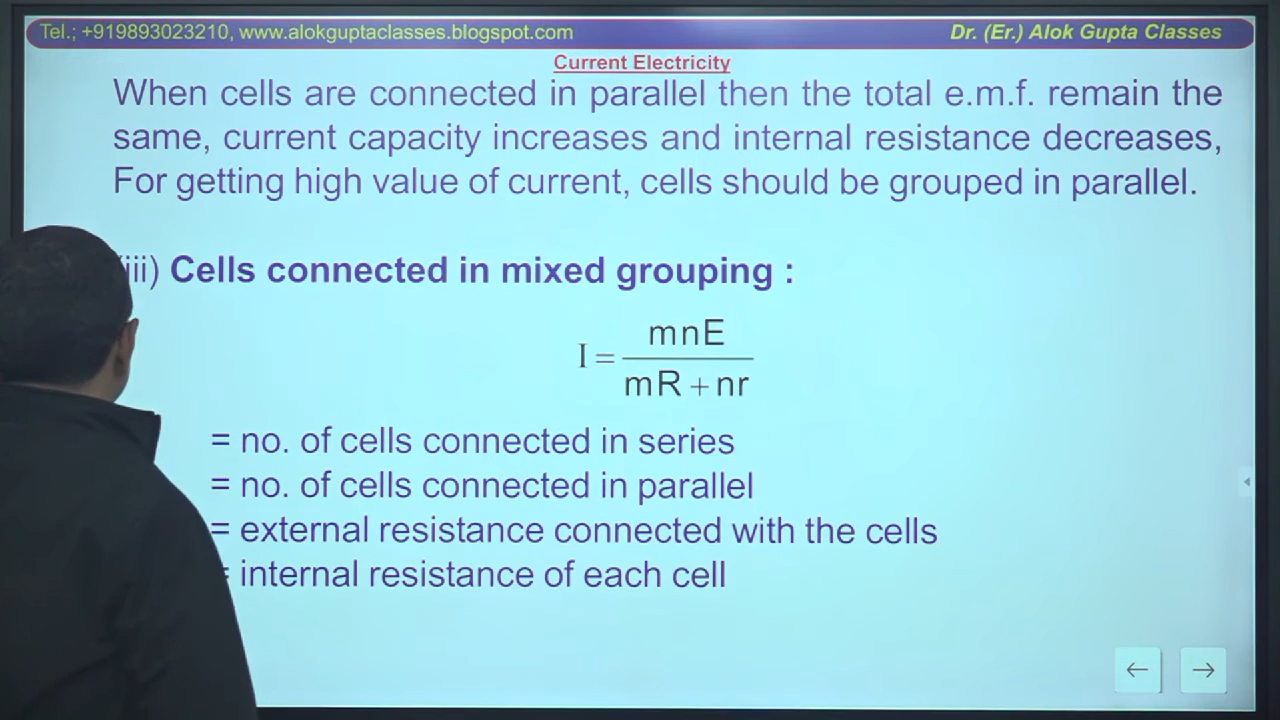 Tel.; +919893023210, www.alokguptaclasses.blogspot.com Dr. (Er.) Alok Gupta Classes
Current Electricity
When cells are connected in parallel then the total e.m.f. remain the
same, current capacity increases and internal resistance decreases,
For getting high value of current, cells should be grouped in parallel.
iii) Cells connected in mixed grouping :
I = mnE / mR + nr
= no. of cells connected in series
= no. of cells connected in parallel
= external resistance connected with the cells
= internal resistance of each cell